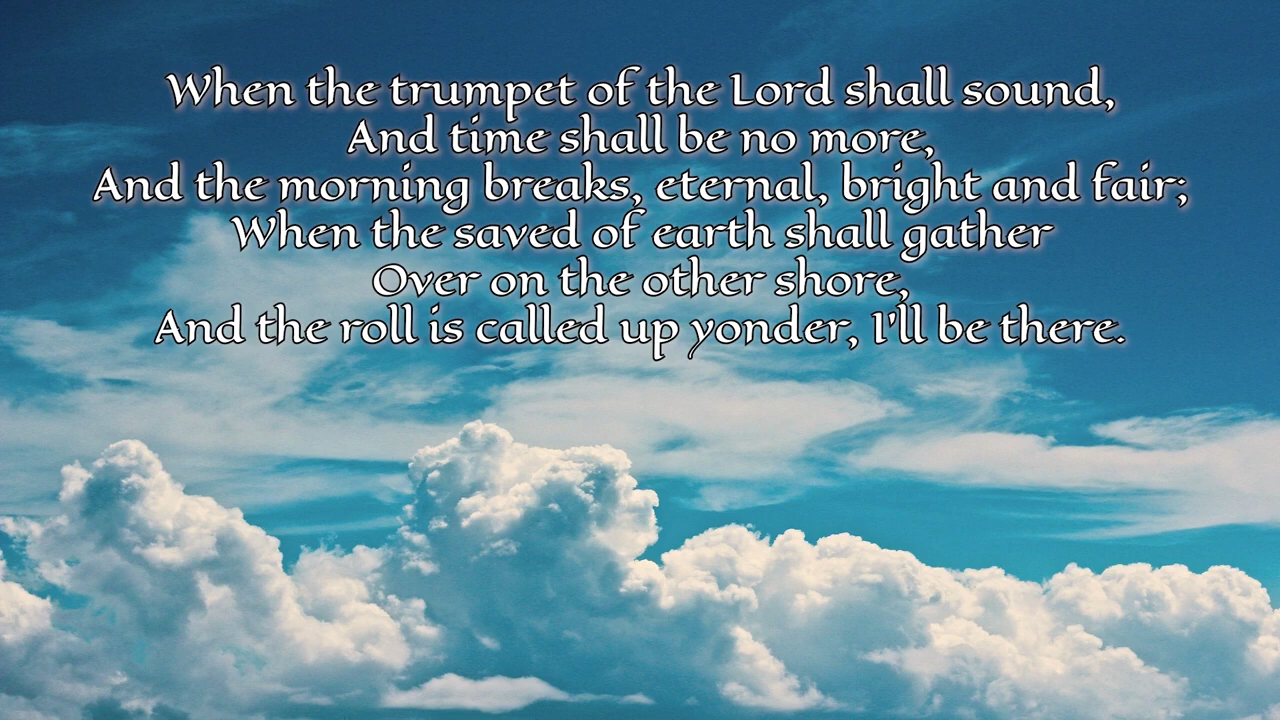 When the trumpet of the Lord shall sound,
And time shall be no more,
And the morning breaks, eternal, bright and fair;
When the saved of earth shall gather
Over on the other shore,
And the roll is called up yonder, I'll be there.